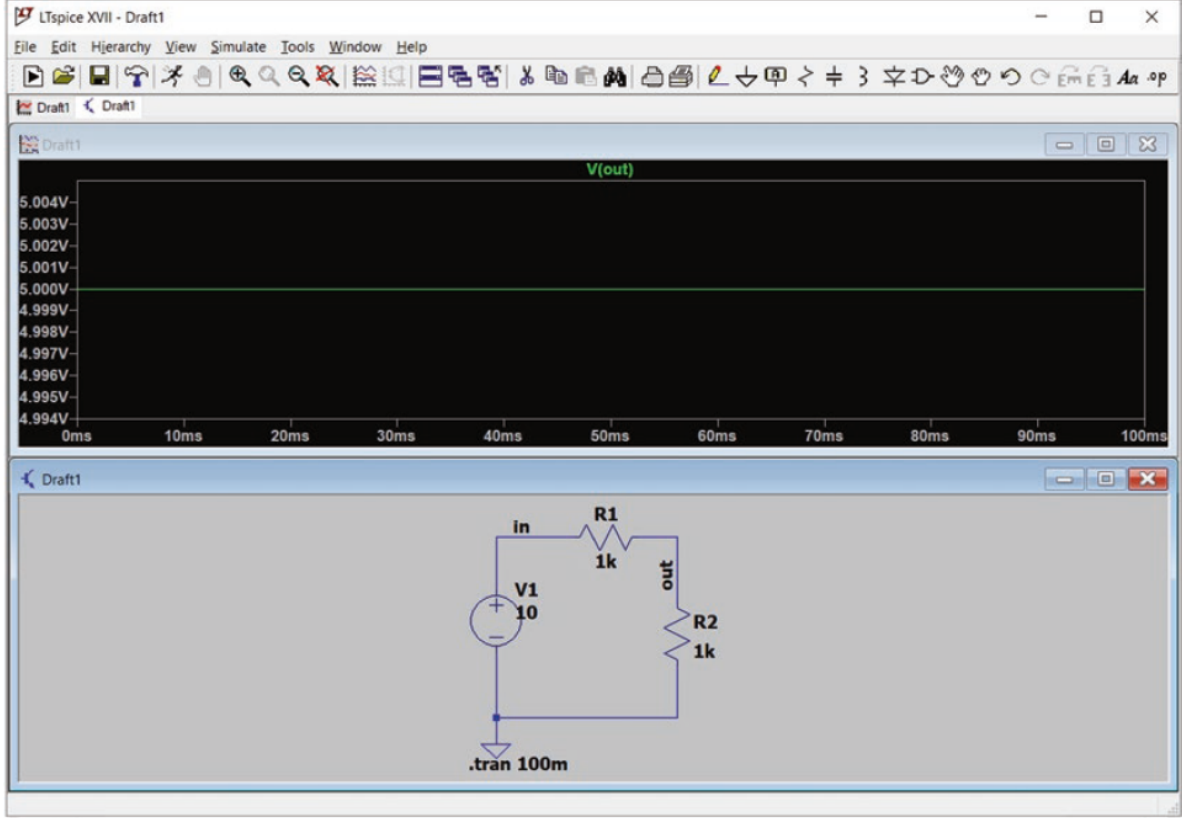 LTspice XVII - Draft1
File Edit Hierarchy View Simulate Tools Window Help
Aa .op
Draft1 Draft1
Draft1
V(out)
5.004V
5.003V
5.002V
5.001V
5.000V
4.999V
4.998V
4.997V
4.996V
4.995V
4.994V
0ms 10ms 20ms 30ms 40ms 50ms 60ms 70ms 80ms 90ms 100ms
Draft1
R1
in
1k
out
V1
10
R2
1k
.tran 100m